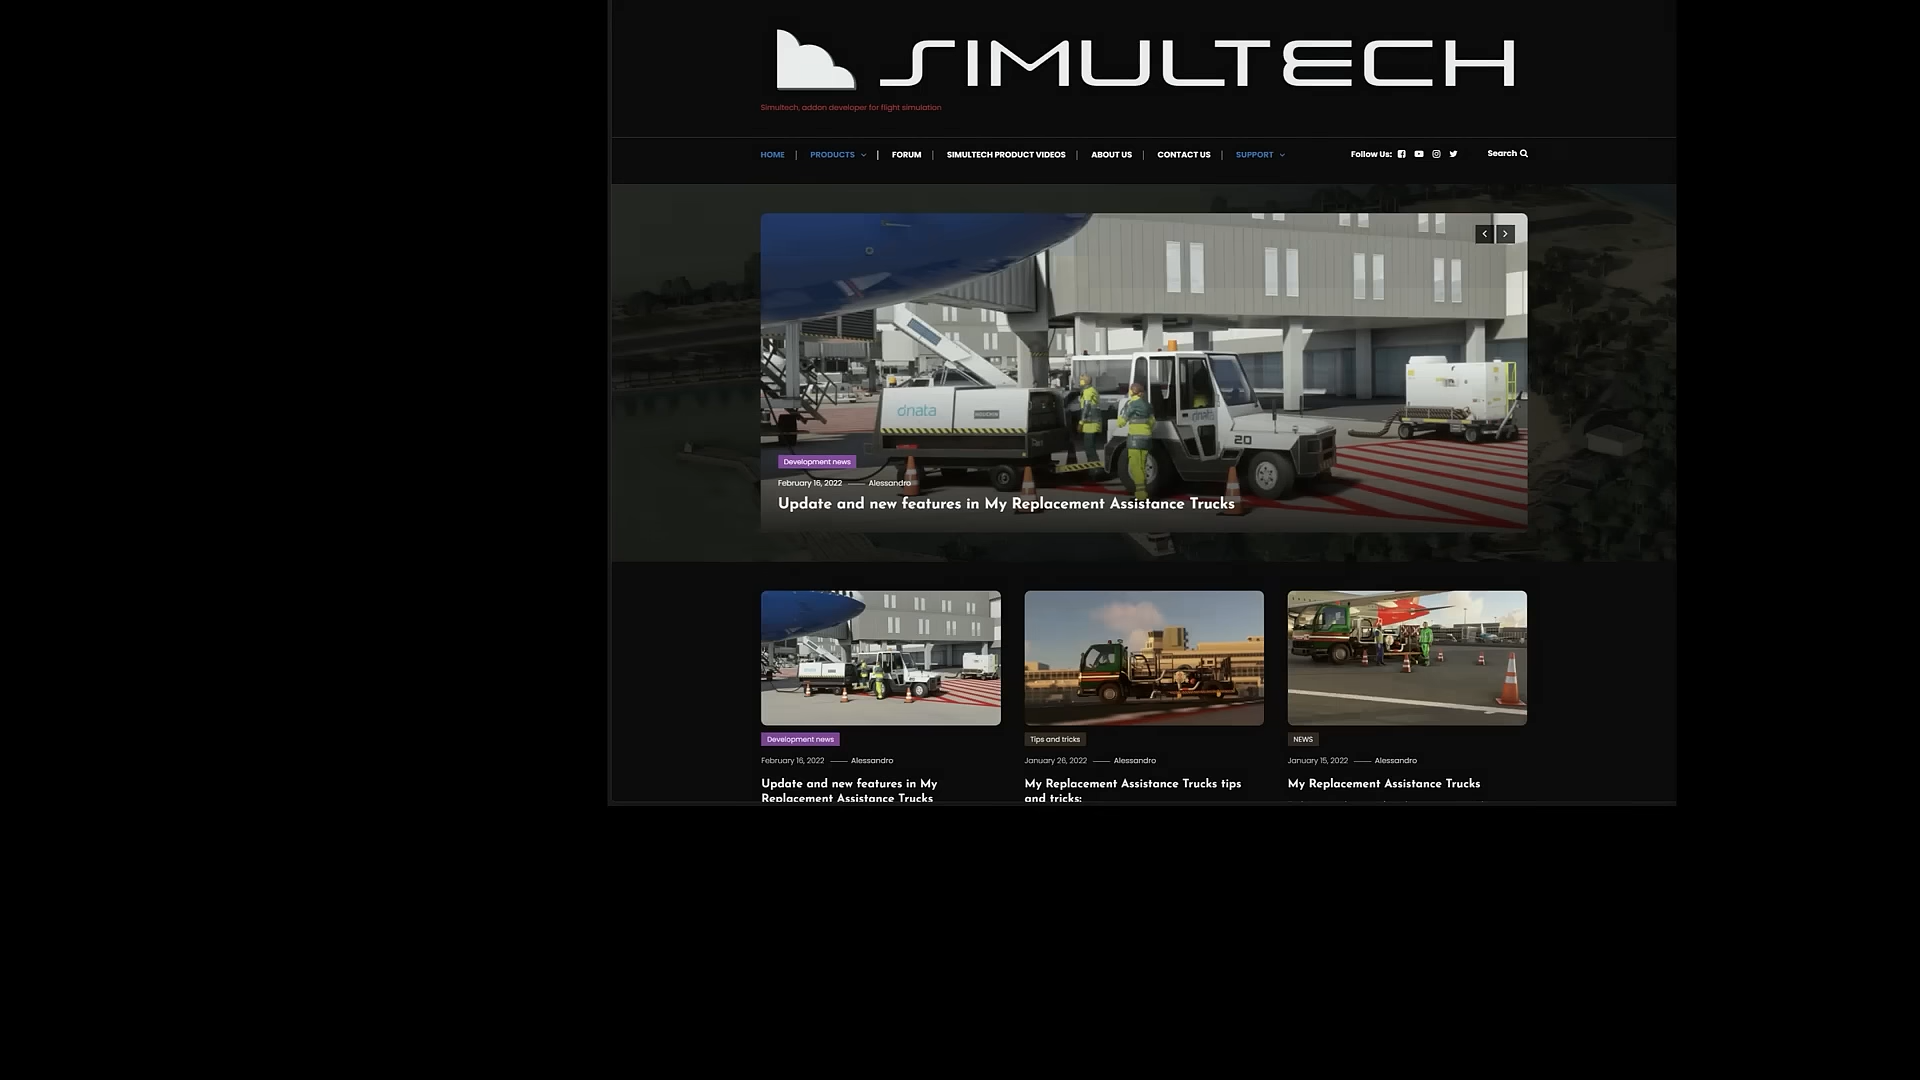 SIMULTECH
Simultech, addon developer for flight simulation
HOME | PRODUCTS | FORUM | SIMULTECH PRODUCT VIDEOS | ABOUT US | CONTACT US | SUPPORT
Follow Us:
Search
dnata
dnata
20
Development news
February 16, 2022 —— Alessandro
Update and new features in My Replacement Assistance Trucks
Development news
February 16, 2022 —— Alessandro
Update and new features in My
Replacement Assistance Trucks
Tips and tricks
January 26, 2022 —— Alessandro
My Replacement Assistance Trucks tips
and tricks:
NEWS
January 15, 2022 —— Alessandro
My Replacement Assistance Trucks